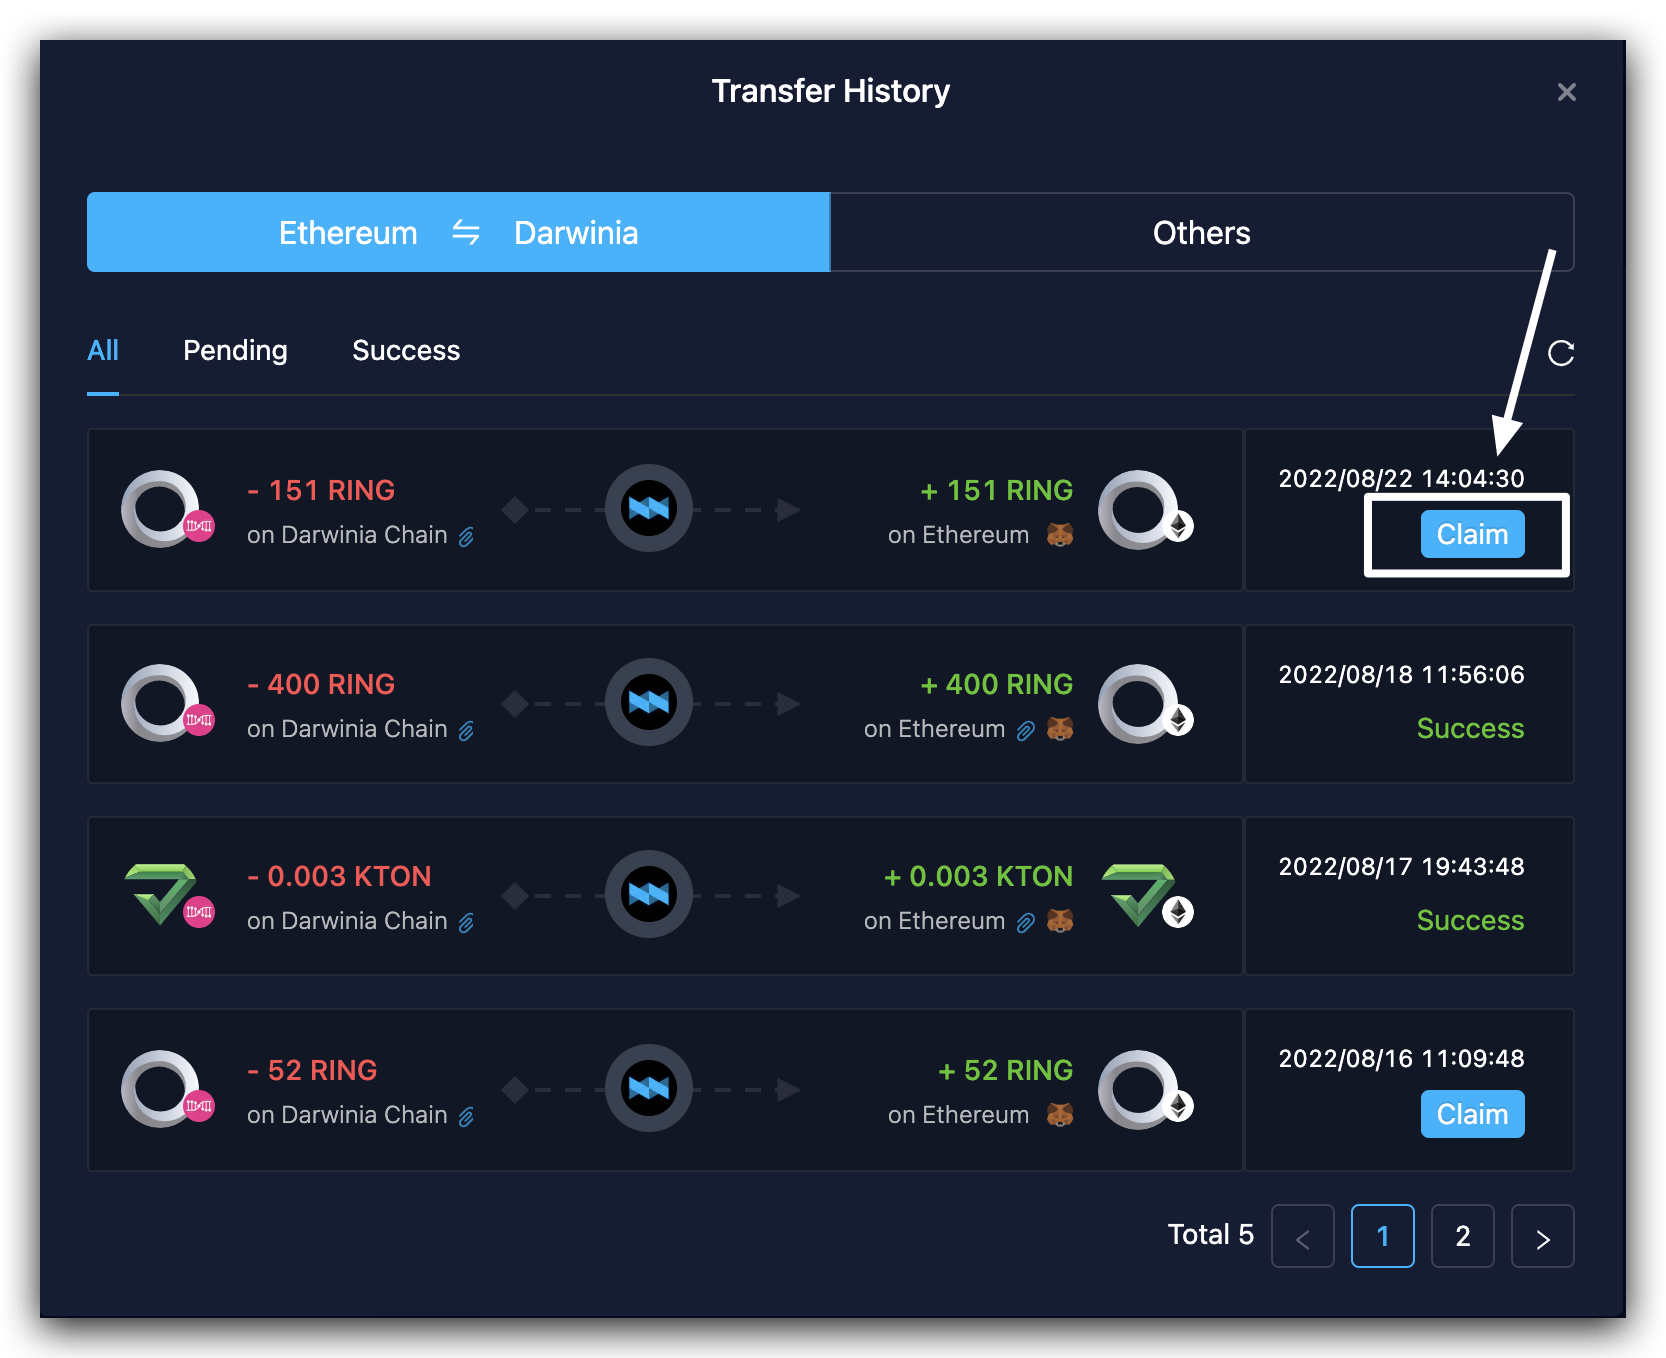 Transfer History
Ethereum ⇋ Darwinia
Others
All
Pending
Success
- 151 RING
on Darwinia Chain
+ 151 RING
on Ethereum
2022/08/22 14:04:30
Claim
- 400 RING
on Darwinia Chain
+ 400 RING
on Ethereum
2022/08/18 11:56:06
Success
- 0.003 KTON
on Darwinia Chain
+ 0.003 KTON
on Ethereum
2022/08/17 19:43:48
Success
- 52 RING
on Darwinia Chain
+ 52 RING
on Ethereum
2022/08/16 11:09:48
Claim
Total 5 < 1 2 >